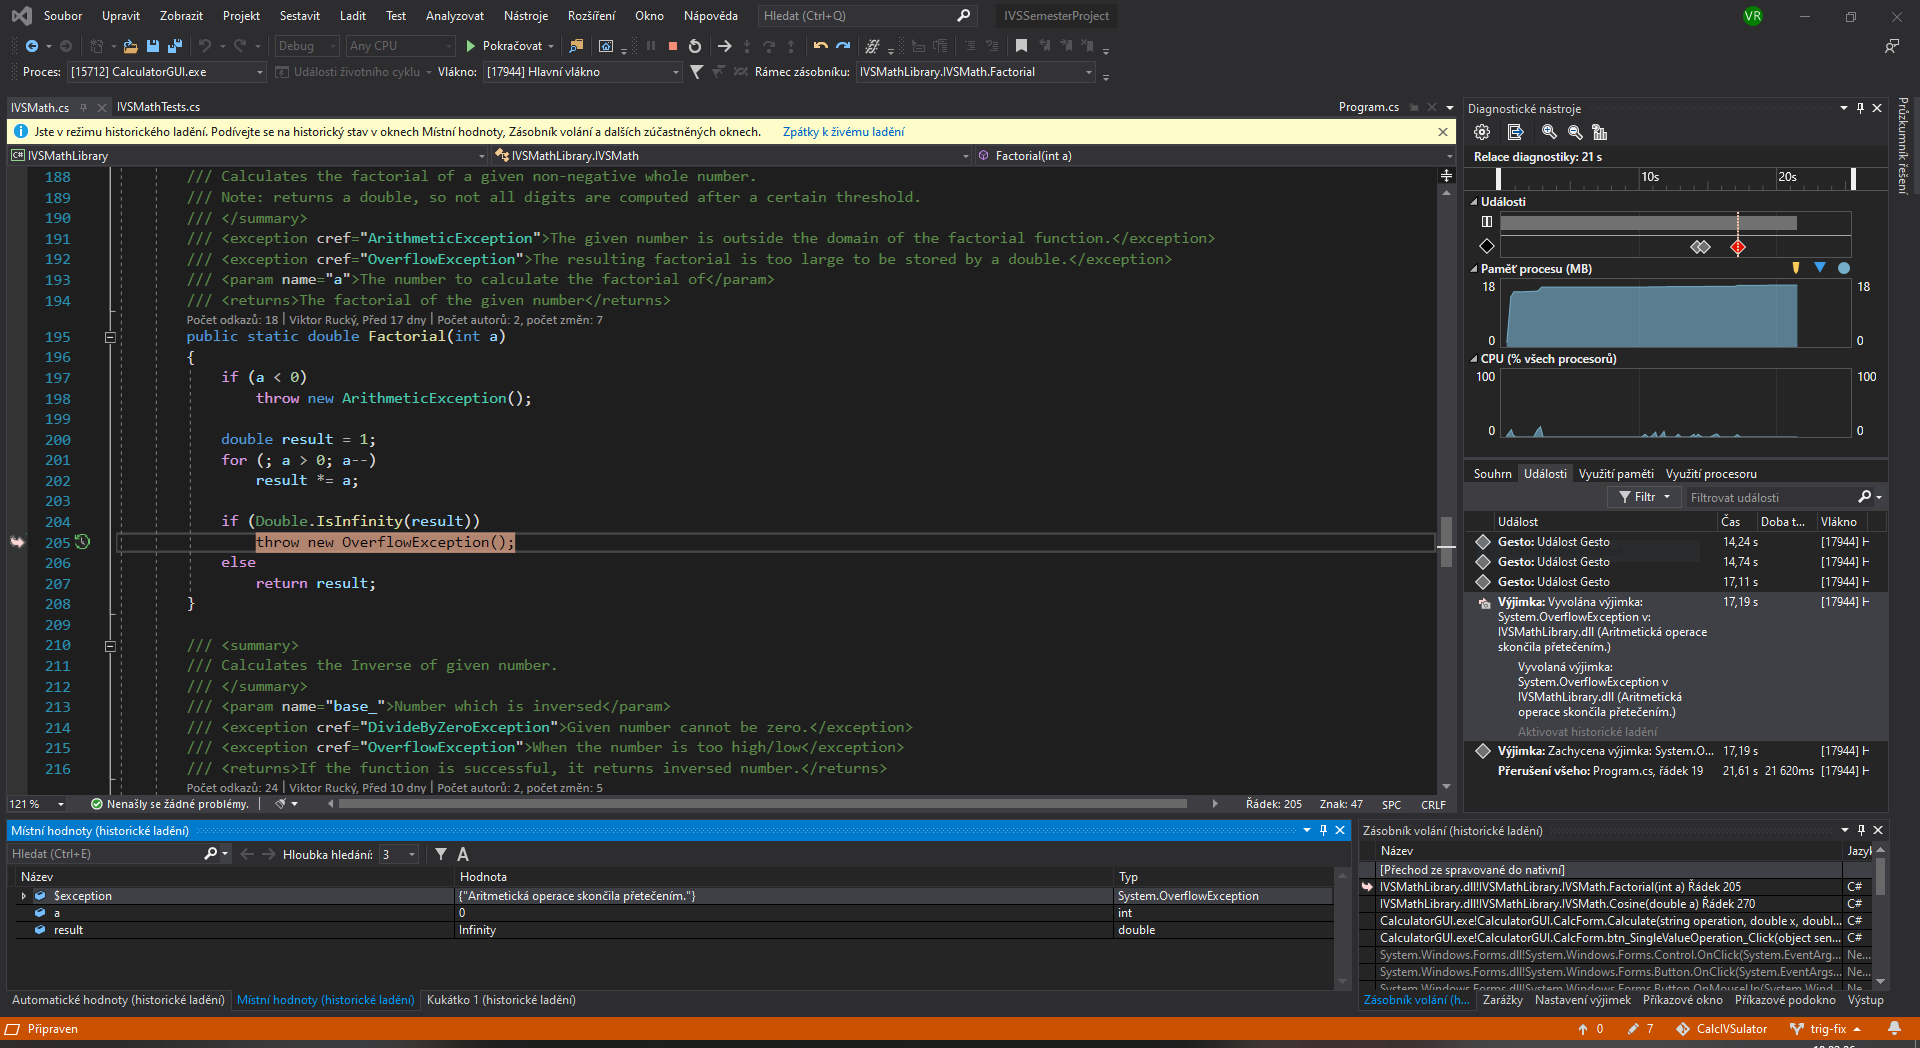 Soubor Upravit Zobrazit Projekt Sestavit Ladit Test Analyzovat Nástroje Rozšíření Okno Nápověda Hledat (Ctrl+Q) IVSSemesterProject VR
Debug Any CPU Pokračovat
Proces: [15712] CalculatorGUI.exe Události životního cyklu Vlákno: [17944] Hlavní vlákno Rámec zásobníku: IVSMathLibrary.IVSMath.Factorial
IVSMath.cs IVSMathTests.cs Program.cs
Jste v režimu historického ladění. Podívejte se na historický stav v oknech Místní hodnoty, Zásobník volání a dalších zúčastněných oknech. Zpátky k živému ladění
C# IVSMathLibrary IVSMathLibrary.IVSMath Factorial(int a)
188 /// Calculates the factorial of a given non-negative whole number.
189 /// Note: returns a double, so not all digits are computed after a certain threshold.
190 /// </summary>
191 /// <exception cref="ArithmeticException">The given number is outside the domain of the factorial function.</exception>
192 /// <exception cref="OverflowException">The resulting factorial is too large to be stored by a double.</exception>
193 /// <param name="a">The number to calculate the factorial of</param>
194 /// <returns>The factorial of the given number</returns>
Počet odkazů: 18 | Viktor Rucký, Před 17 dny | Počet autorů: 2, počet změn: 7
195 public static double Factorial(int a)
196 {
197 if (a < 0)
198 throw new ArithmeticException();
199
200 double result = 1;
201 for (; a > 0; a--)
202 result *= a;
203
204 if (Double.IsInfinity(result))
205 throw new OverflowException();
206 else
207 return result;
208 }
209
210 /// <summary>
211 /// Calculates the Inverse of given number.
212 /// </summary>
213 /// <param name="base_">Number which is inversed</param>
214 /// <exception cref="DivideByZeroException">Given number cannot be zero.</exception>
215 /// <exception cref="OverflowException">When the number is too high/low</exception>
216 /// <returns>If the function is successful, it returns inversed number.</returns>
Počet odkazů: 24 | Viktor Rucký, Před 10 dny | Počet autorů: 2, počet změn: 5
121 % Nenašly se žádné problémy. Řádek: 205 Znak: 47 SPC CRLF
Diagnostické nástroje
Relace diagnostiky: 21 s
10s 20s
Události
Paměť procesu (MB)
18 18
0 0
CPU (% všech procesorů)
100 100
0 0
Souhrn Události Využití paměti Využití procesoru
Filtr Filtrovat události
Událost Čas Doba t... Vlákno
Gesto: Událost Gesto 14,24 s [17944] H
Gesto: Událost Gesto 14,74 s [17944] H
Gesto: Událost Gesto 17,11 s [17944] H
Výjimka: Vyvolána výjimka: 17,19 s [17944] H
System.OverflowException v:
IVSMathLibrary.dll (Aritmetická operace
skončila přetečením.)
Vyvolaná výjimka:
System.OverflowException v
IVSMathLibrary.dll (Aritmetická
operace skončila přetečením.)
Aktivovat historické ladění
Výjimka: Zachycena výjimka: System.O... 17,19 s [17944] H
Přerušení všeho: Program.cs, řádek 19 21,61 s 21 620ms [17944] H
Průzkumník řešení
Místní hodnoty (historické ladění)
Hledat (Ctrl+E) Hloubka hledání: 3
Název Hodnota Typ
$exception {"Aritmetická operace skončila přetečením."} System.OverflowException
a 0 int
result Infinity double
Automatické hodnoty (historické ladění) Místní hodnoty (historické ladění) Kukátko 1 (historické ladění)
Zásobník volání (historické ladění)
Název Jazyk
[Přechod ze spravované do nativní]
IVSMathLibrary.dll!IVSMathLibrary.IVSMath.Factorial(int a) Řádek 205 C#
IVSMathLibrary.dll!IVSMathLibrary.IVSMath.Cosine(double a) Řádek 270 C#
CalculatorGUI.exe!CalculatorGUI.CalcForm.Calculate(string operation, double x, doubl... C#
CalculatorGUI.exe!CalculatorGUI.CalcForm.btn_SingleValueOperation_Click(object sen... C#
System.Windows.Forms.dll!System.Windows.Forms.Control.OnClick(System.EventArg... Ne...
System.Windows.Forms.dll!System.Windows.Forms.Button.OnClick(System.EventArgs... Ne...
System.Windows.Forms.dll!System.Windows.Forms.Button.OnMouseUp(System.Wind... Ne...
Zásobník volání (h... Zarážky Nastavení výjimek Příkazové okno Příkazové podokno Výstup
Připraven 0 7 CalcIVSulator trig-fix